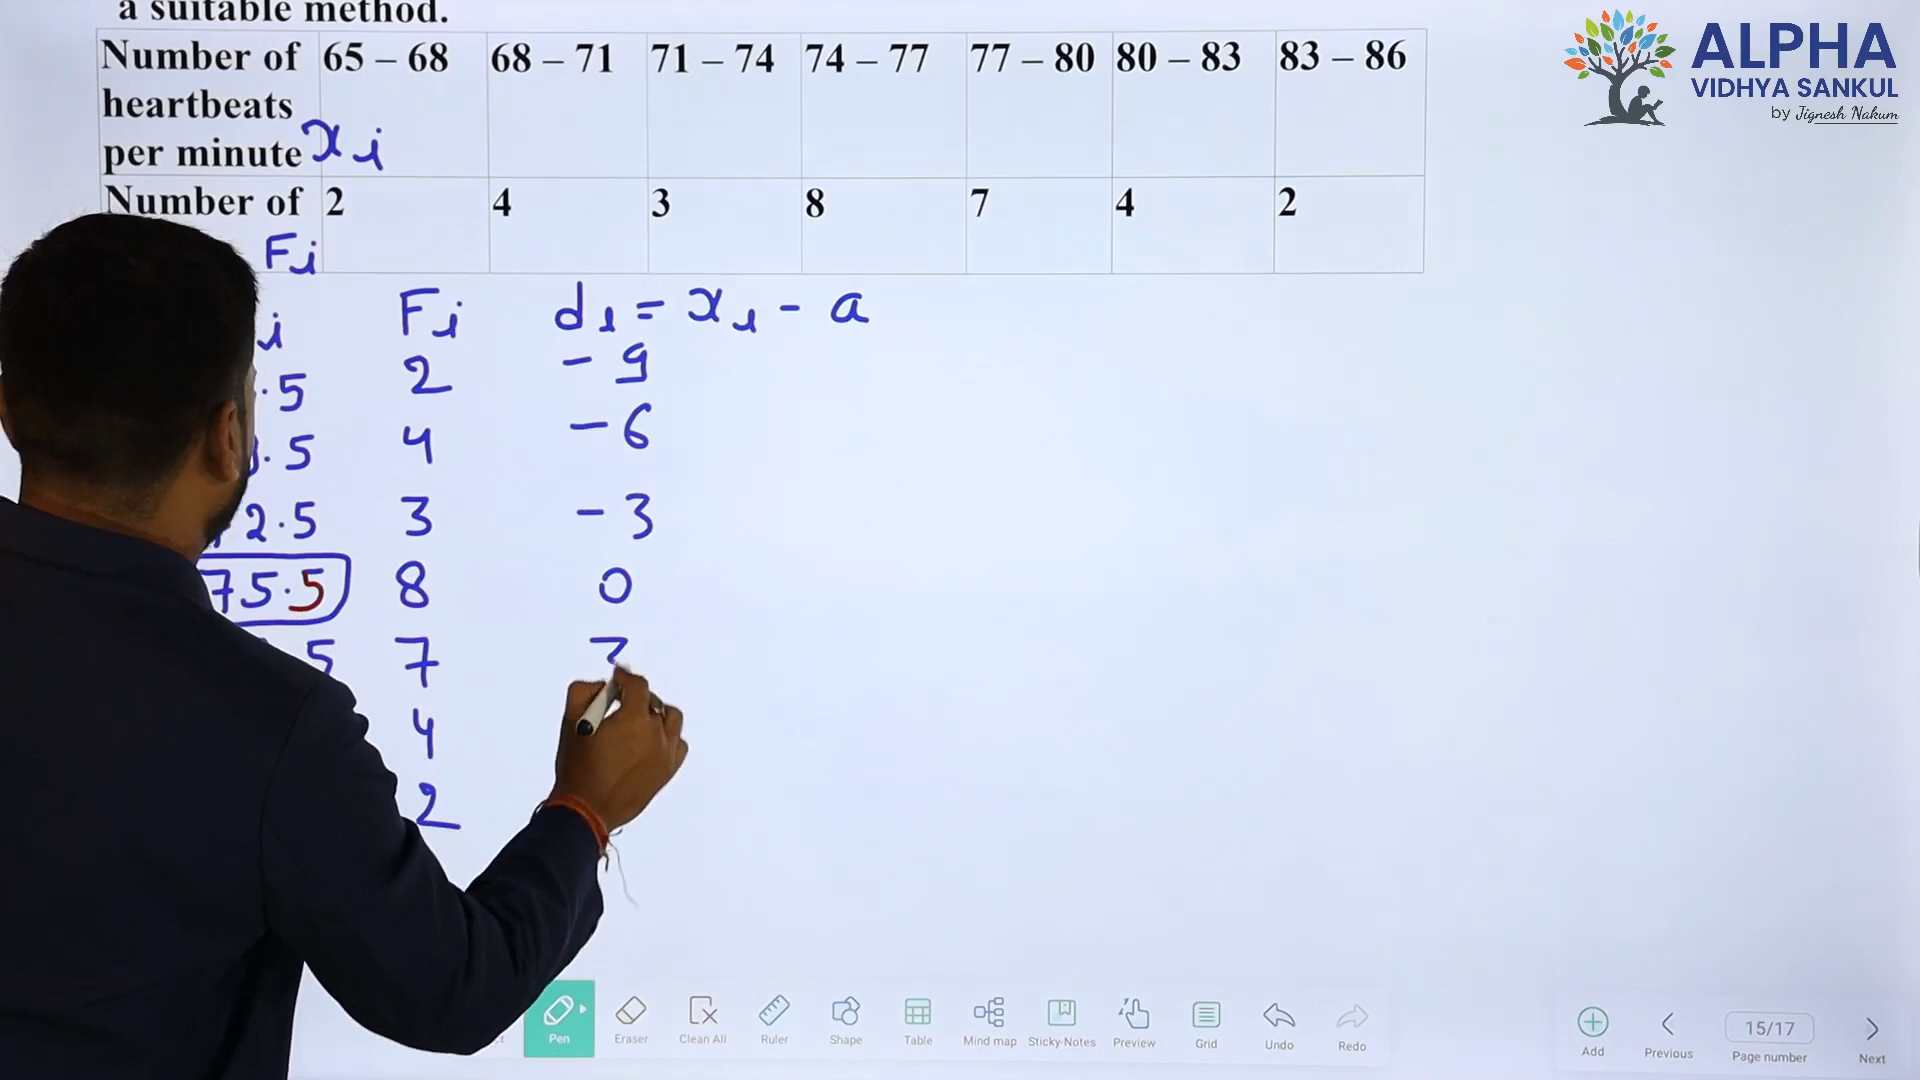 a suitable method.
Number of heartbeats per minute xi 65 – 68 68 – 71 71 – 74 74 – 77 77 – 80 80 – 83 83 – 86
Number of Fi 2 4 3 8 7 4 2
i Fi di = xi - a
.5 2 - 9
.5 4 - 6
2.5 3 - 3
75.5 8 0
5 7
4
2
ALPHA
VIDHYA SANKUL
by Jignesh Nakum
Pen Eraser Clean All Ruler Shape Table Mind map Sticky-Notes Preview Grid Undo Redo
Add Previous 15/17 Page number Next